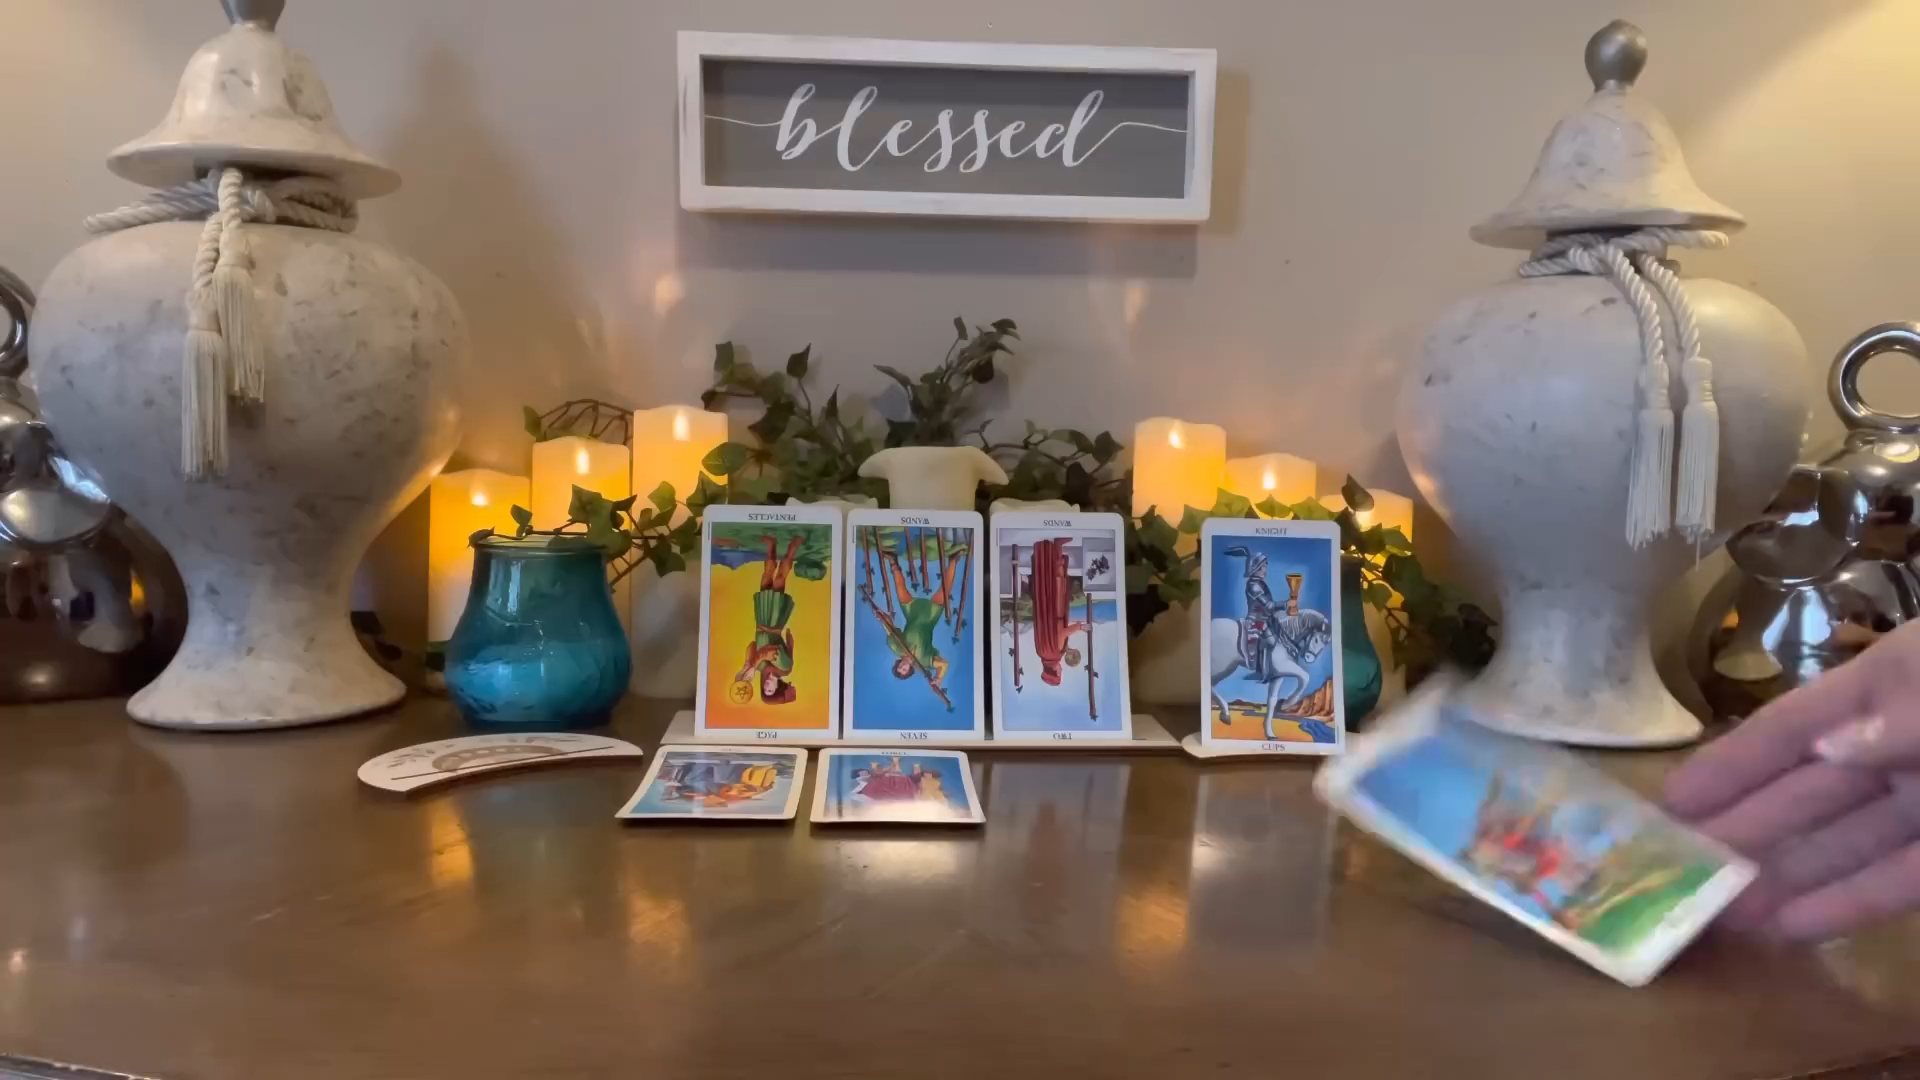 blessed
PENTACLES
WANDS
WANDS
KNIGHT
PAGE
SEVEN
TWO
CUPS